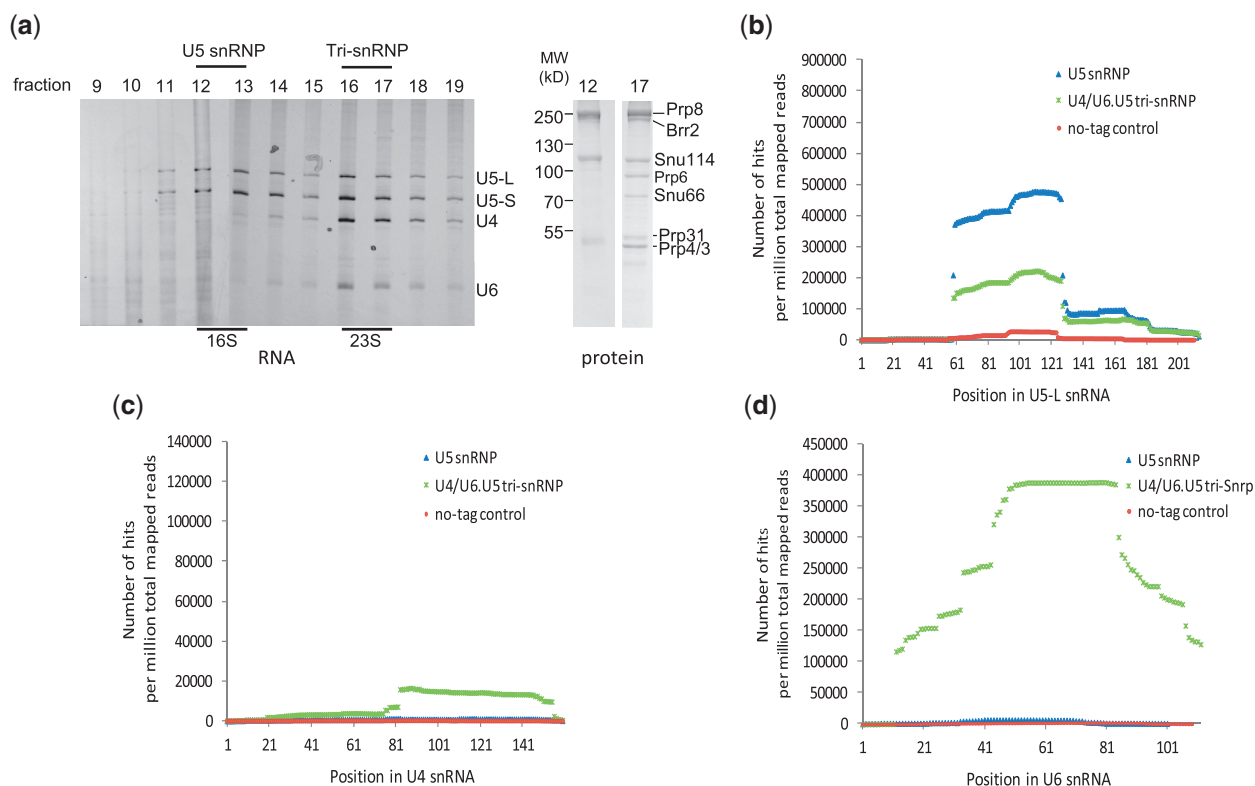 (a)
U5 snRNP
Tri-snRNP
fraction 9 10 11 12 13 14 15 16 17 18 19
U5-L
U5-S
U4
U6
16S
23S
RNA
MW
(kD)
12 17
250
130
100
70
55
Prp8
Brr2
Snu114
Prp6
Snu66
Prp31
Prp4/3
protein
(b)
Number of hits
per million total mapped reads
900000
800000
700000
600000
500000
400000
300000
200000
100000
0
1 21 41 61 81 101 121 141 161 181 201
Position in U5-L snRNA
U5 snRNP
U4/U6.U5 tri-snRNP
no-tag control
(c)
Number of hits
per million total mapped reads
140000
120000
100000
80000
60000
40000
20000
0
1 21 41 61 81 101 121 141
Position in U4 snRNA
U5 snRNP
U4/U6.U5 tri-snRNP
no-tag control
(d)
Number of hits
per million total mapped reads
450000
400000
350000
300000
250000
200000
150000
100000
50000
0
1 21 41 61 81 101
Position in U6 snRNA
U5 snRNP
U4/U6.U5 tri-Snrp
no-tag control